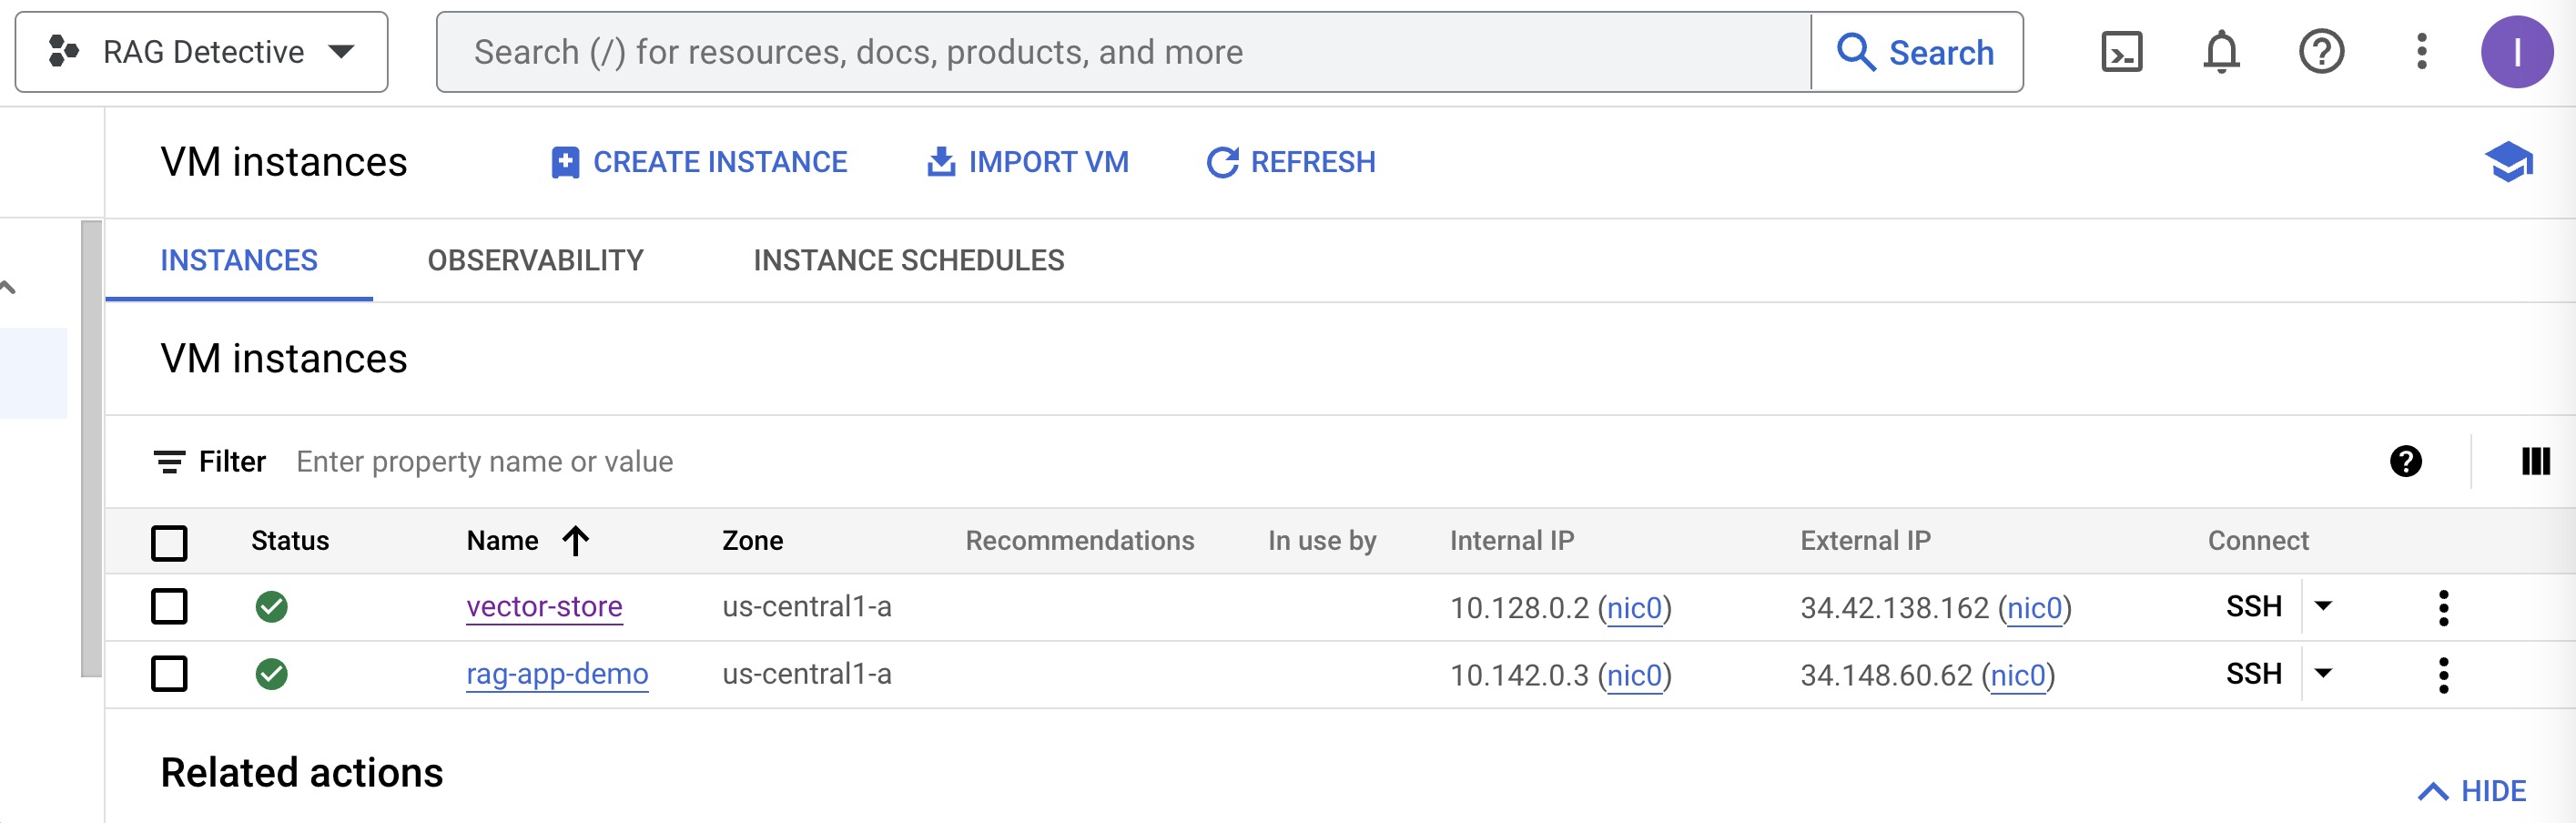 RAG Detective
Search (/) for resources, docs, products, and more
Search
I
VM instances
CREATE INSTANCE
IMPORT VM
REFRESH
INSTANCES
OBSERVABILITY
INSTANCE SCHEDULES
VM instances
Filter Enter property name or value
Status Name Zone Recommendations In use by Internal IP External IP Connect
vector-store us-central1-a 10.128.0.2 (nic0) 34.42.138.162 (nic0) SSH
rag-app-demo us-central1-a 10.142.0.3 (nic0) 34.148.60.62 (nic0) SSH
Related actions
HIDE